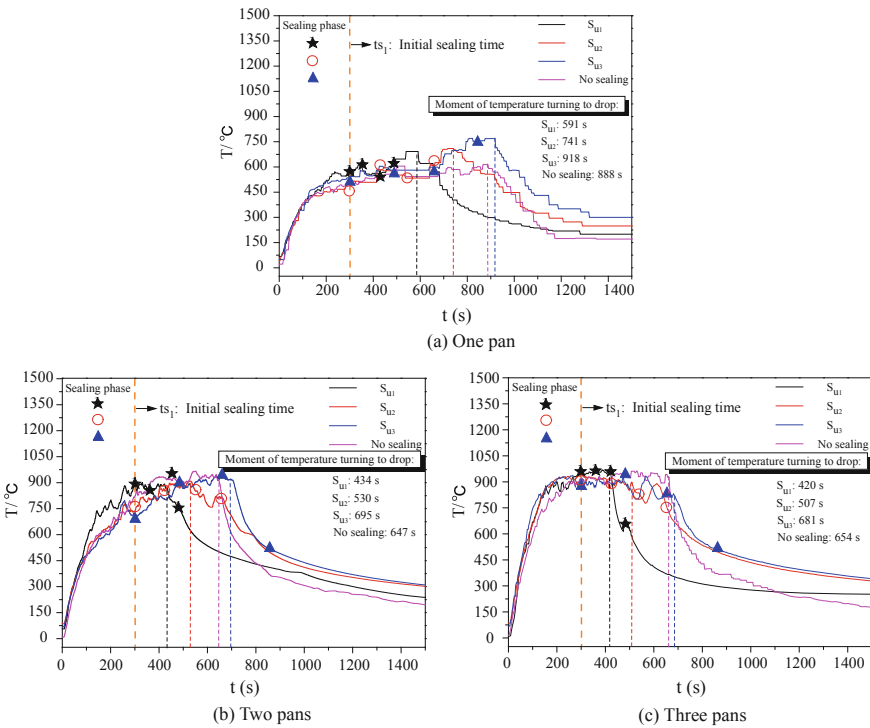 1500
1350
1200
1050
900
750
600
450
300
150
0
T/°C
Sealing phase
ts1: Initial sealing time
Su1
Su2
Su3
No sealing
Moment of temperature turning to drop:
Su1: 591 s
Su2: 741 s
Su3: 918 s
No sealing: 888 s
0 200 400 600 800 1000 1200 1400
t (s)
(a) One pan
1500
1350
1200
1050
900
750
600
450
300
150
0
T/°C
Sealing phase
ts1: Initial sealing time
Su1
Su2
Su3
No sealing
Moment of temperature turning to drop:
Su1: 434 s
Su2: 530 s
Su3: 695 s
No sealing: 647 s
0 200 400 600 800 1000 1200 1400
t (s)
(b) Two pans
1500
1350
1200
1050
900
750
600
450
300
150
0
T/°C
Sealing phase
ts1: Initial sealing time
Su1
Su2
Su3
No sealing
Moment of temperature turning to drop:
Su1: 420 s
Su2: 507 s
Su3: 681 s
No sealing: 654 s
0 200 400 600 800 1000 1200 1400
t (s)
(c) Three pans